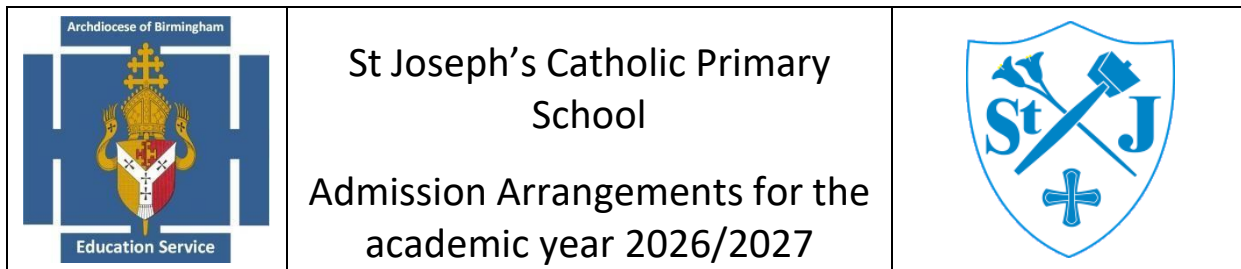 Archdiocese of Birmingham
Education Service
St Joseph’s Catholic Primary
School
Admission Arrangements for the
academic year 2026/2027
St J